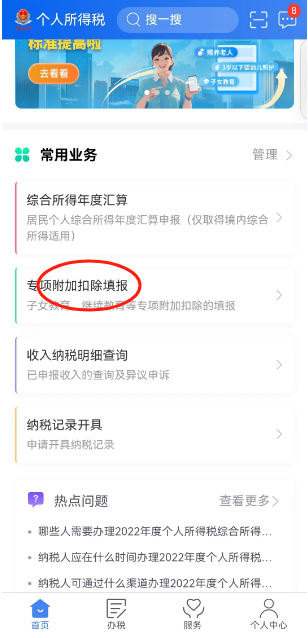 个人所得税
搜一搜
8
标准提高啦
去看看
赡养老人
3岁以下婴幼儿照护
子女教育
常用业务
管理
综合所得年度汇算
居民个人综合所得年度汇算申报（仅取得境内综合
所得适用）
专项附加扣除填报
子女教育、继续教育等专项附加扣除的填报
收入纳税明细查询
已申报收入的查询及异议申诉
纳税记录开具
申请开具纳税记录
?
热点问题
查看更多
• 哪些人需要办理2022年度个人所得税综合所得...
• 纳税人应在什么时间办理2022年度个人所得税...
• 纳税人可通过什么渠道办理2022年度个人所得...
首页
办税
服务
个人中心